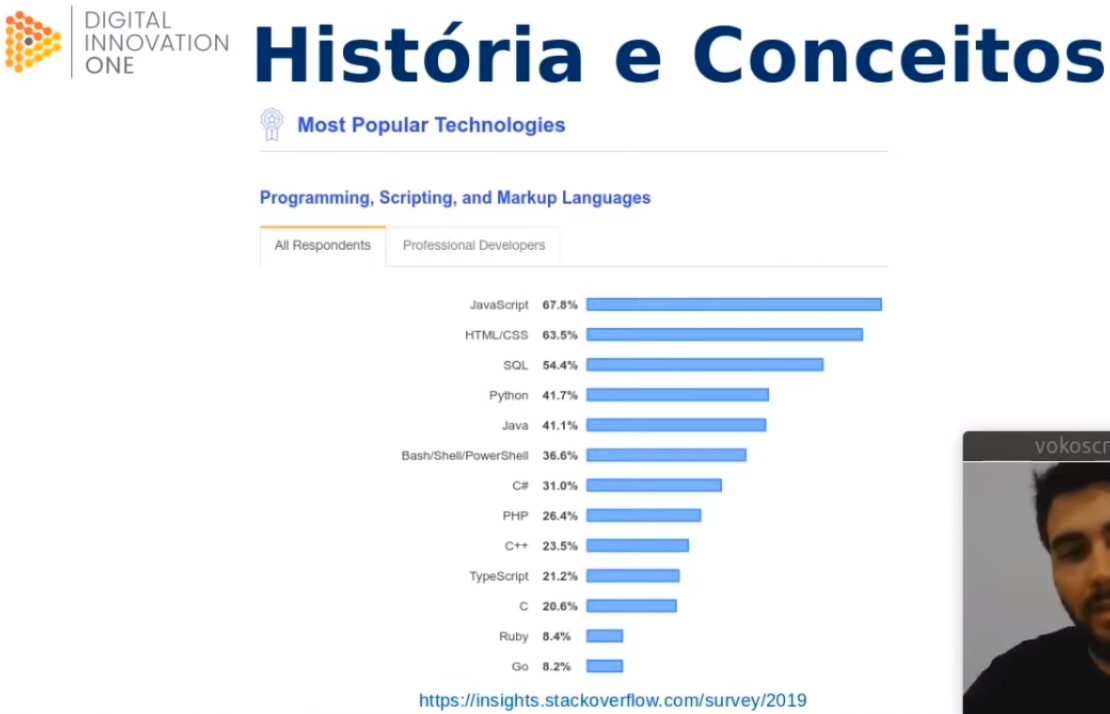 DIGITAL
INNOVATION
ONE
História e Conceitos
Most Popular Technologies
Programming, Scripting, and Markup Languages
All Respondents Professional Developers
JavaScript 67.8%
HTML/CSS 63.5%
SQL 54.4%
Python 41.7%
Java 41.1%
Bash/Shell/PowerShell 36.6%
C# 31.0%
PHP 26.4%
C++ 23.5%
TypeScript 21.2%
C 20.6%
Ruby 8.4%
Go 8.2%
https://insights.stackoverflow.com/survey/2019
vokoscr